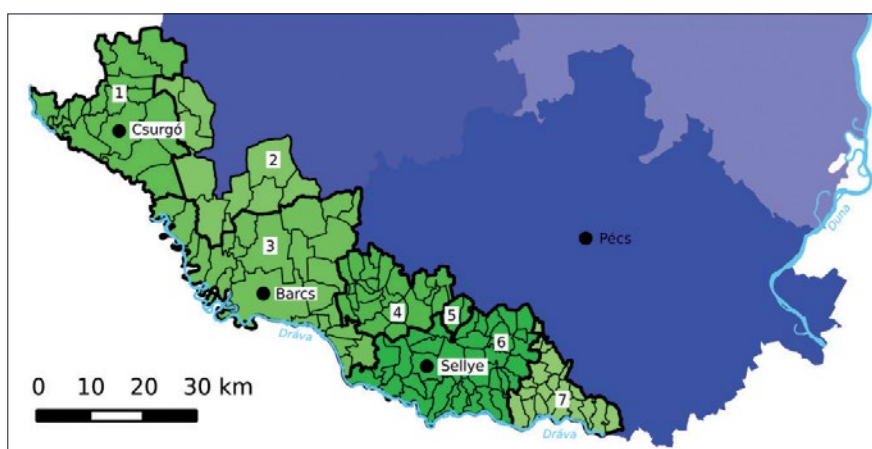 1
Csurgó
2
Duna
Pécs
3
Barcs
Dráva
4
5
6
Sellye
0 10 20 30 km
7
Dráva